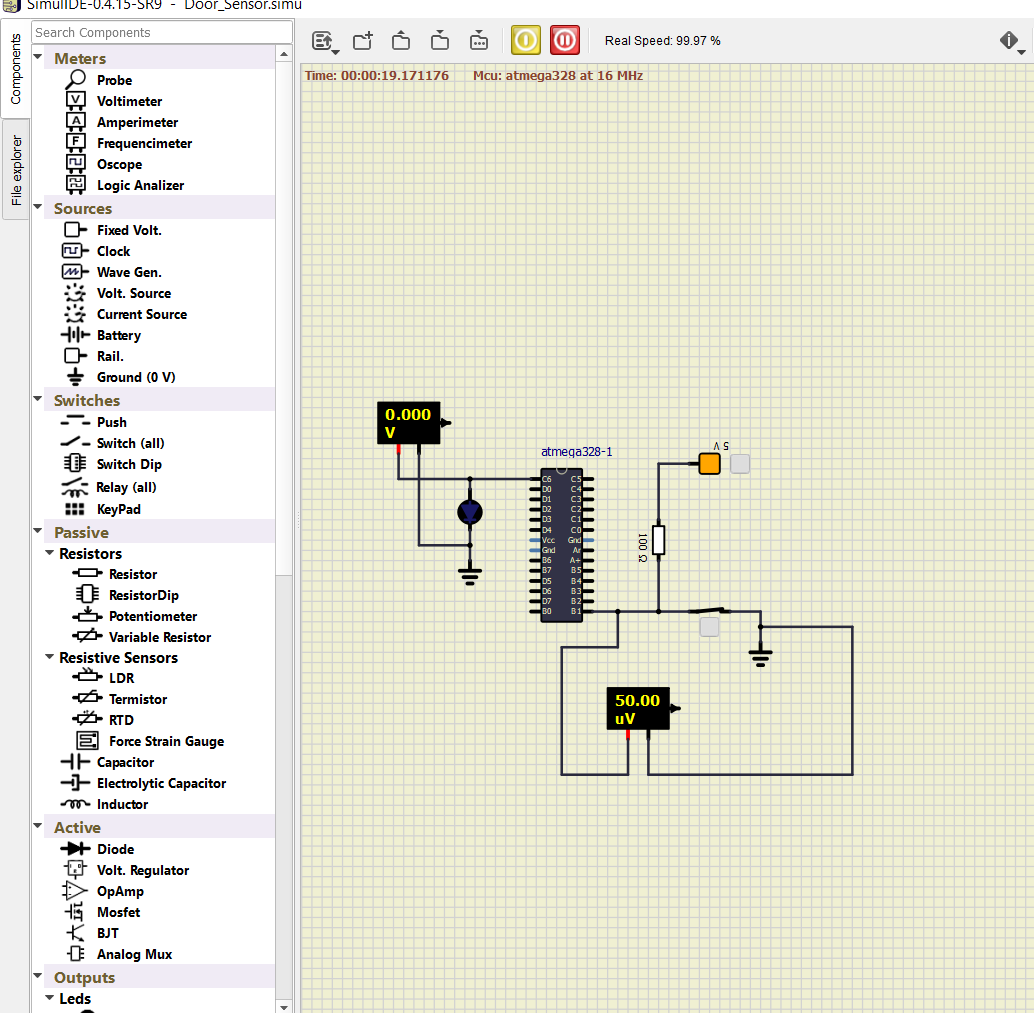 SimulIDE-0.4.15-SR9 - Door_Sensor.simu
Components
File explorer
Search Components
Meters
Probe
Voltimeter
Amperimeter
Frequencimeter
Oscope
Logic Analizer
Sources
Fixed Volt.
Clock
Wave Gen.
Volt. Source
Current Source
Battery
Rail.
Ground (0 V)
Switches
Push
Switch (all)
Switch Dip
Relay (all)
KeyPad
Passive
Resistors
Resistor
ResistorDip
Potentiometer
Variable Resistor
Resistive Sensors
LDR
Termistor
RTD
Force Strain Gauge
Capacitor
Electrolytic Capacitor
Inductor
Active
Diode
Volt. Regulator
OpAmp
Mosfet
BJT
Analog Mux
Outputs
Leds
Real Speed: 99.97 %
Time: 00:00:19.171176 Mcu: atmega328 at 16 MHz
0.000
V
atmega328-1
5 V
C6 C5
D0 C4
D1 C3
D2 C2
D3 C1
D4 C0
Vcc Gnd
Gnd Ar
B6 A+
B7 B5
D5 B4
D6 B3
D7 B2
B0 B1
100 Ω
50.00
uV